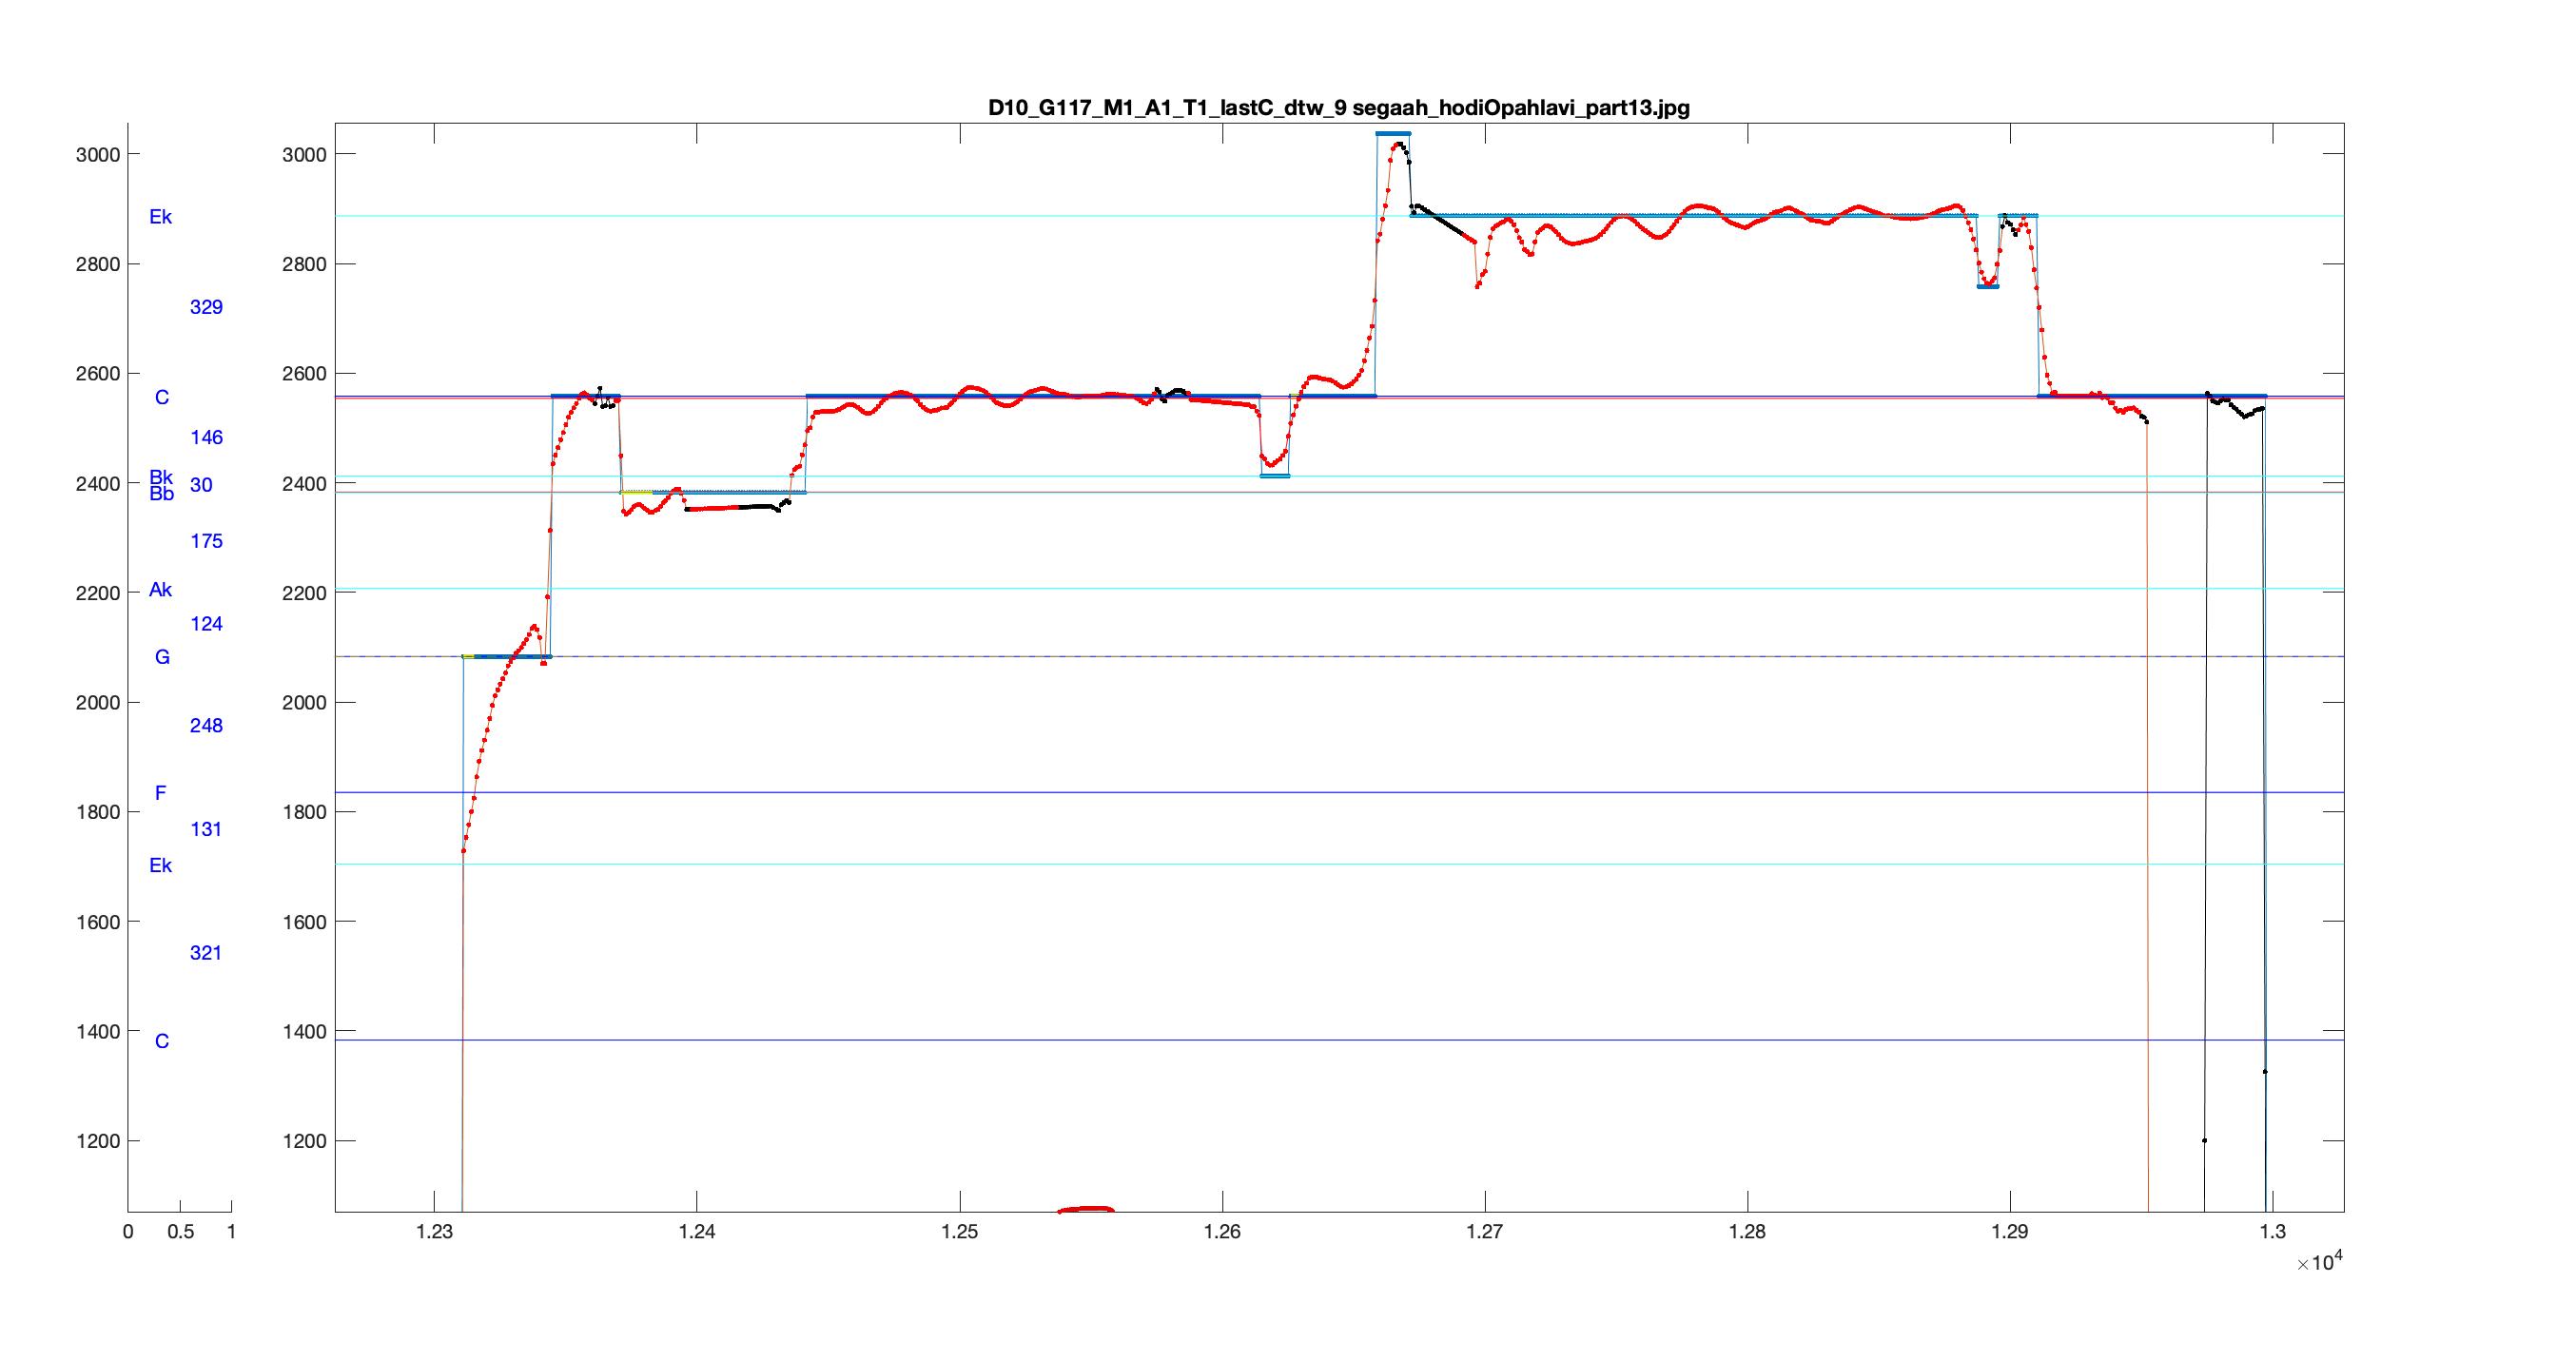 D10_G117_M1_A1_T1_lastC_dtw_9 segaah_hodiOpahlavi_part13.jpg
3000 3000
Ek
2800 2800
329
2600 2600
C
146
Bk
2400 30 2400
Bb
175
Ak
2200 2200
124
G
2000 2000
248
F
1800 1800
131
Ek
1600 1600
321
1400 1400
C
1200 1200
0 0.5 1 1.23 1.24 1.25 1.26 1.27 1.28 1.29 1.3
×10⁴